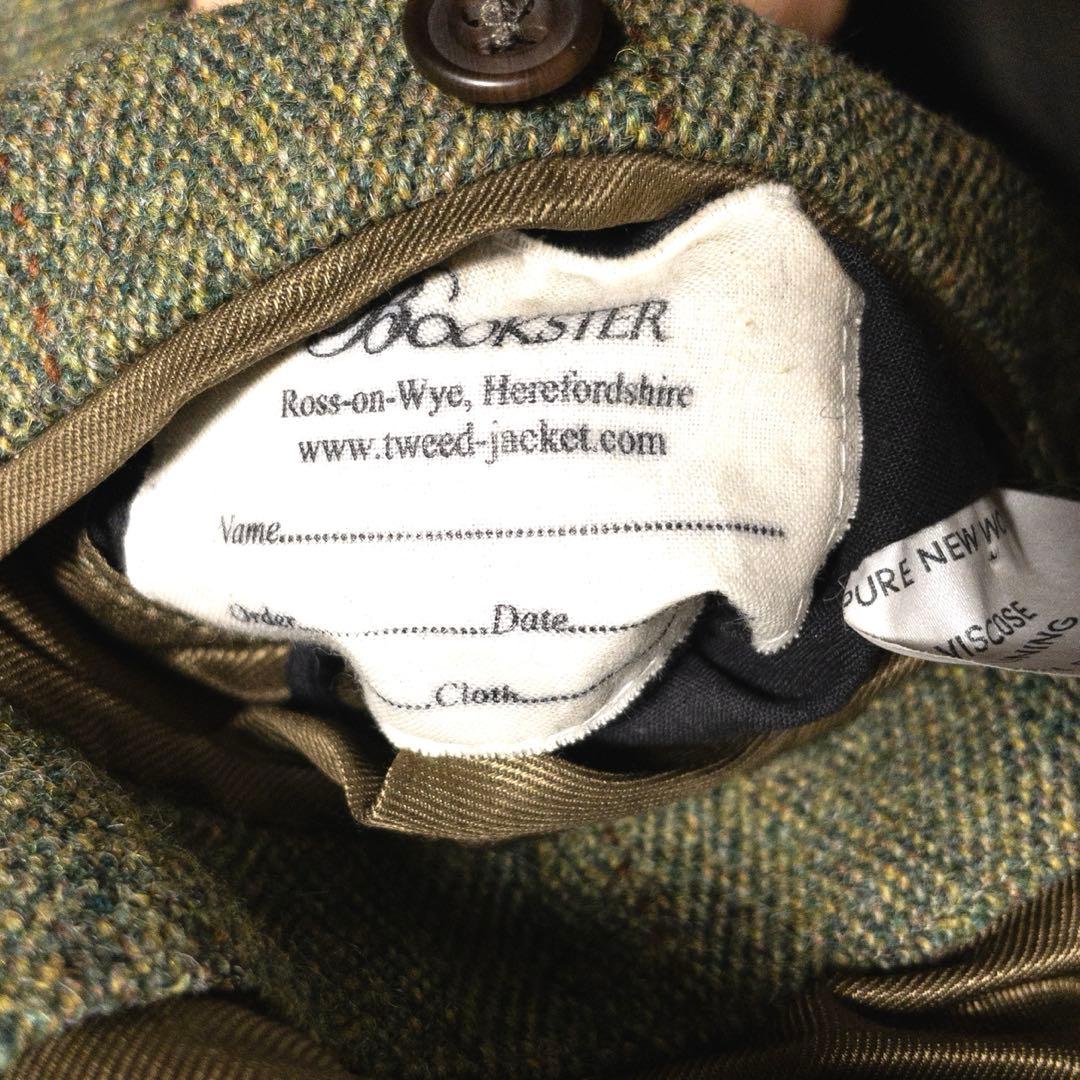 BOOKSTER
Ross-on-Wye, Herefordshire
www.tweed-jacket.com
Name
Order Date
Cloth
PURE NEW WO
VISCOSE